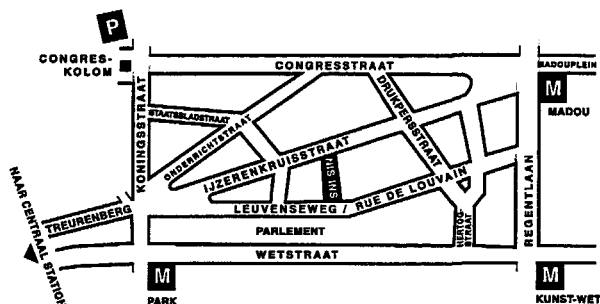 P
CONGRES-
KOLOM
CONGRESSTRAAT
MADOUPLEIN
M
MADOU
KONINGSSTRAAT
STAATSBLADSTRAAT
ONDERRICHTSTRAAT
DRUKPERSSTRAAT
IJZERENKRUISSTRAAT
NIS INS
LEUVENSEWEG / RUE DE LOUVAIN
REGENTLAAN
NAAR CENTRAAL STATION
TREURENBERG
PARLEMENT
HERTOG-
STRAAT
WETSTRAAT
M
PARK
M
KUNST-WET